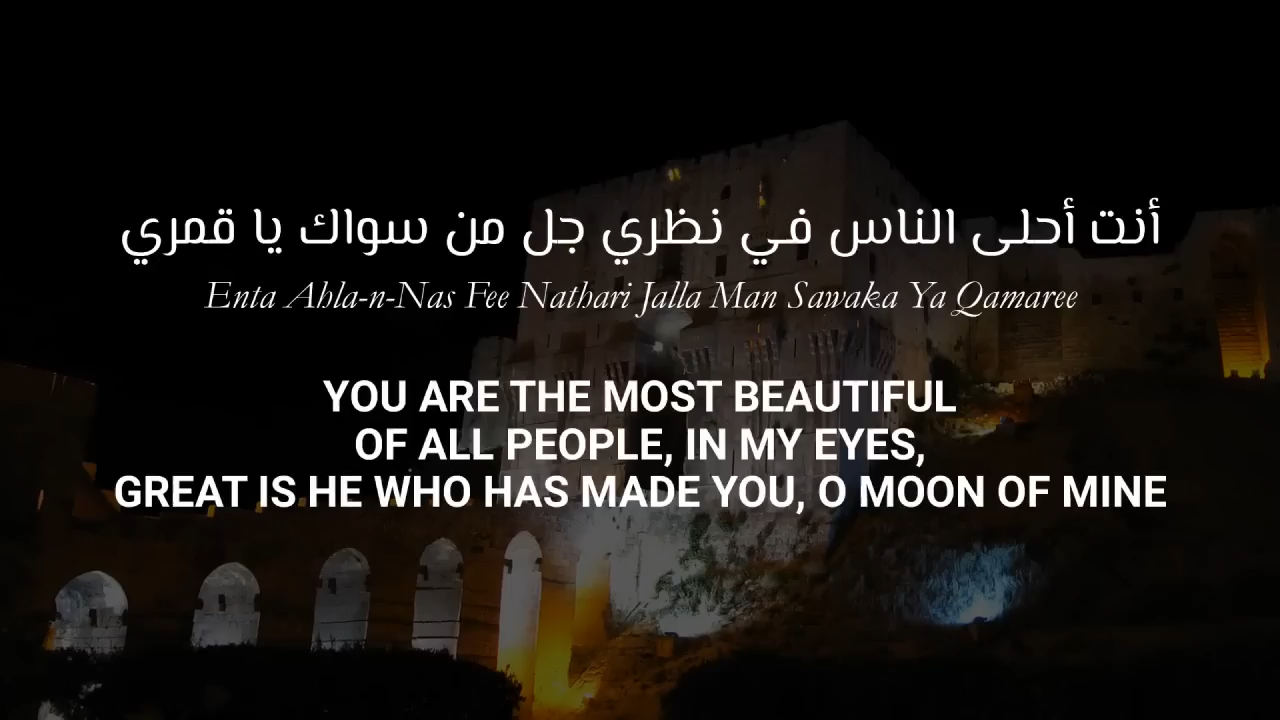 أنت أحلى الناس في نظري جل من سواك يا قمري
Enta Ahla-n-Nas Fee Nathari Jalla Man Sawaka Ya Qamaree
YOU ARE THE MOST BEAUTIFUL
OF ALL PEOPLE, IN MY EYES,
GREAT IS HE WHO HAS MADE YOU, O MOON OF MINE